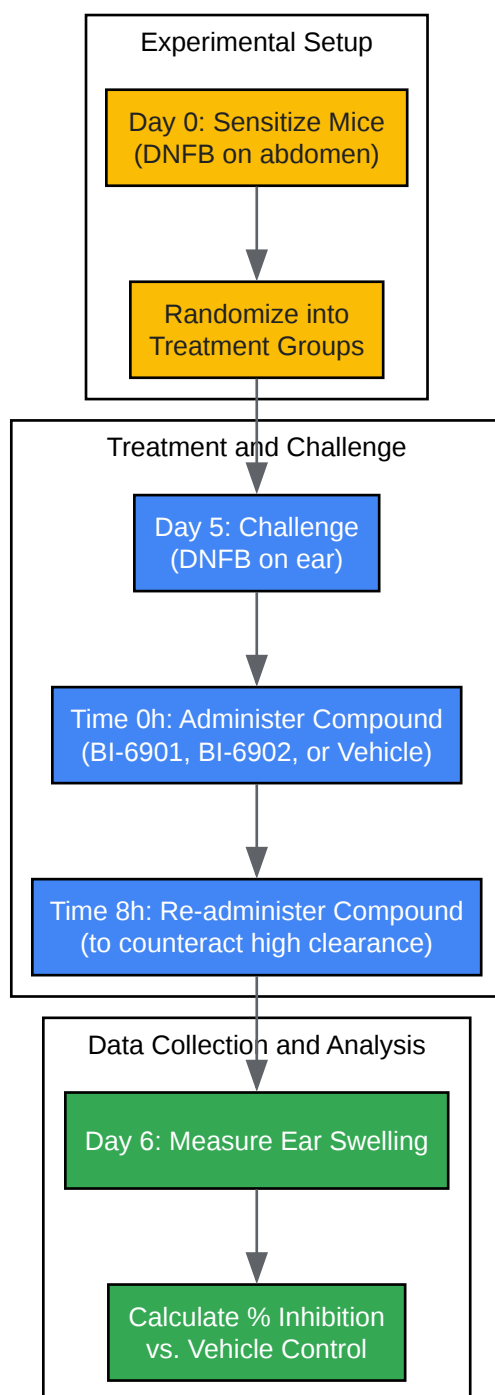 Experimental Setup
Day 0: Sensitize Mice
(DNFB on abdomen)
Randomize into
Treatment Groups
Treatment and Challenge
Day 5: Challenge
(DNFB on ear)
Time 0h: Administer Compound
(BI-6901, BI-6902, or Vehicle)
Time 8h: Re-administer Compound
(to counteract high clearance)
Data Collection and Analysis
Day 6: Measure Ear Swelling
Calculate % Inhibition
vs. Vehicle Control